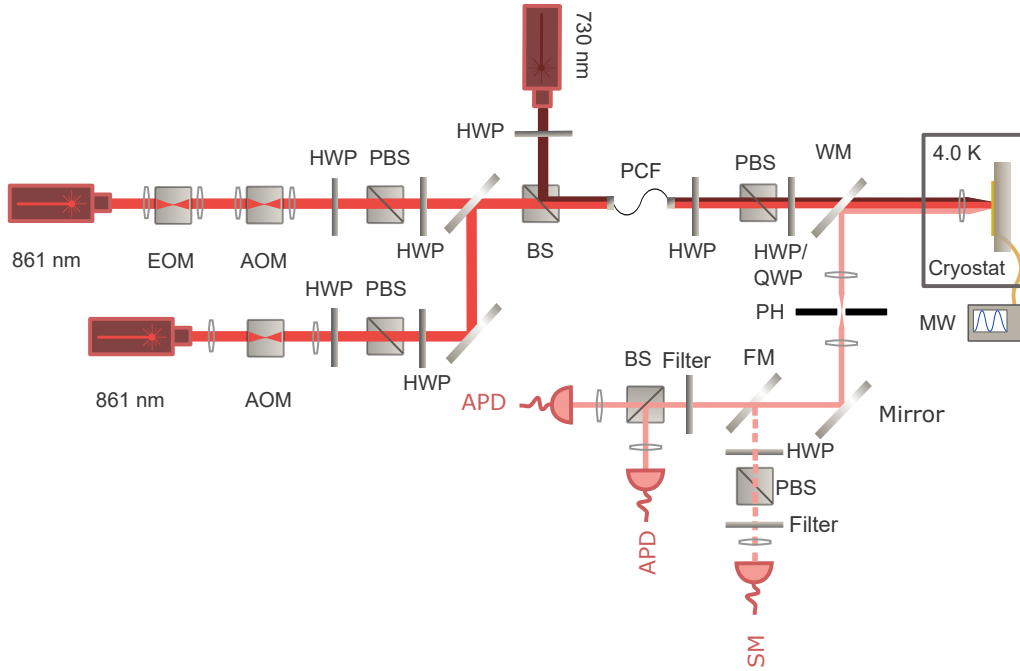 730 nm
HWP
HWP
PBS
PCF
PBS
WM
4.0 K
861 nm
EOM
AOM
HWP
BS
HWP
HWP/
QWP
Cryostat
HWP
PBS
PH
MW
861 nm
AOM
HWP
BS
Filter
FM
APD
Mirror
HWP
PBS
APD
Filter
SM